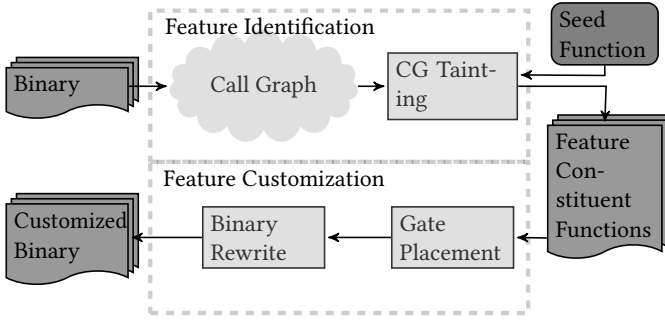 Feature Identification
Seed
Function
Binary
Call Graph
CG Taint-
ing
Feature
Con-
stituent
Functions
Feature Customization
Customized
Binary
Binary
Rewrite
Gate
Placement